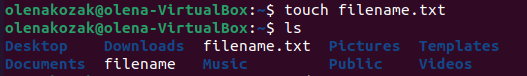 olenakozak@olena-VirtualBox:~$ touch filename.txt
olenakozak@olena-VirtualBox:~$ ls
Desktop Downloads filename.txt Pictures Templates
Documents filename Music Public Videos